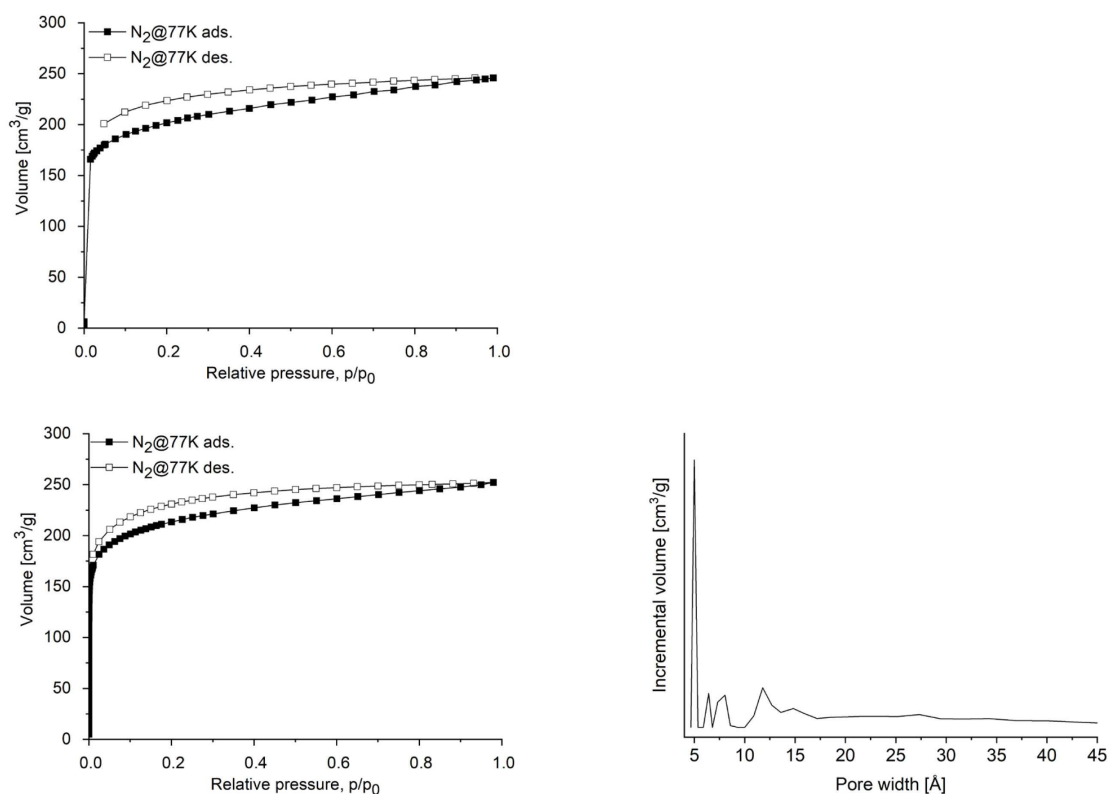 300
250
200
150
100
50
0
Volume [cm³/g]
N₂@77K ads.
N₂@77K des.
0.0 0.2 0.4 0.6 0.8 1.0
Relative pressure, p/p₀
300
250
200
150
100
50
0
Volume [cm³/g]
N₂@77K ads.
N₂@77K des.
0.0 0.2 0.4 0.6 0.8 1.0
Relative pressure, p/p₀
Incremental volume [cm³/g]
5 10 15 20 25 30 35 40 45
Pore width [Å]